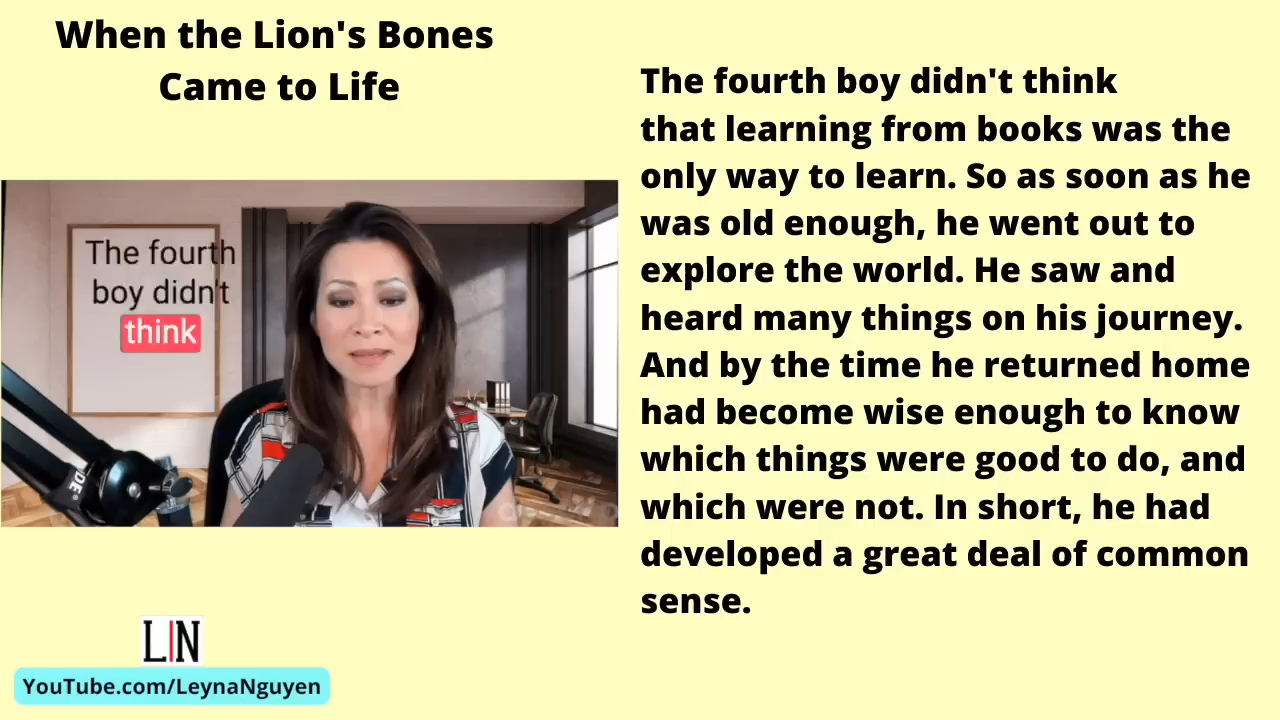 When the Lion's Bones
Came to Life
The fourth
boy didn't
think
The fourth boy didn't think
that learning from books was the
only way to learn. So as soon as he
was old enough, he went out to
explore the world. He saw and
heard many things on his journey.
And by the time he returned home
had become wise enough to know
which things were good to do, and
which were not. In short, he had
developed a great deal of common
sense.
LIN
YouTube.com/LeynaNguyen